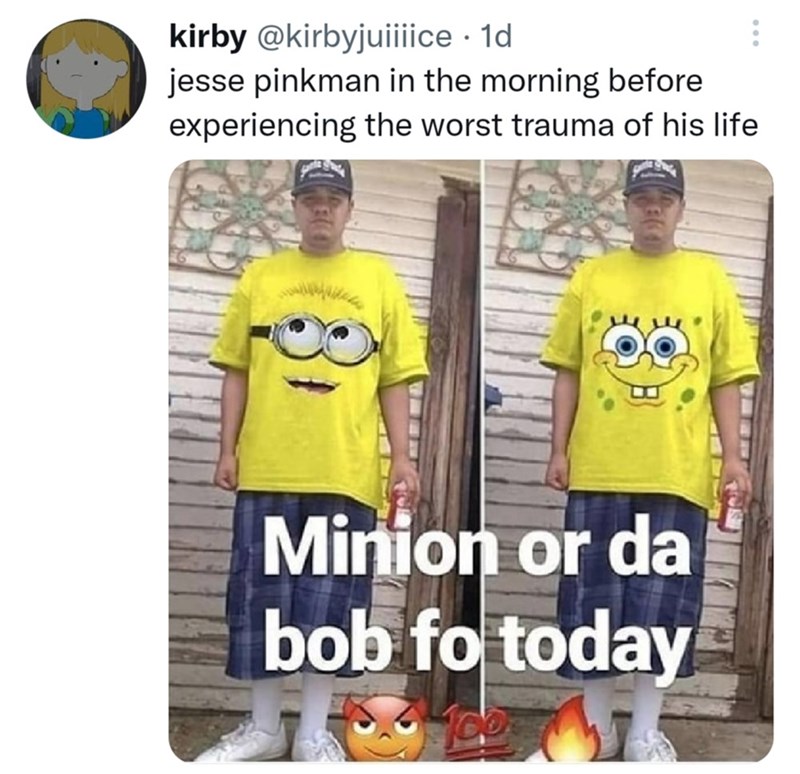 kirby @kirbyjuiiiiice · 1d
jesse pinkman in the morning before
experiencing the worst trauma of his life
Minion or da
bob fo today
💯